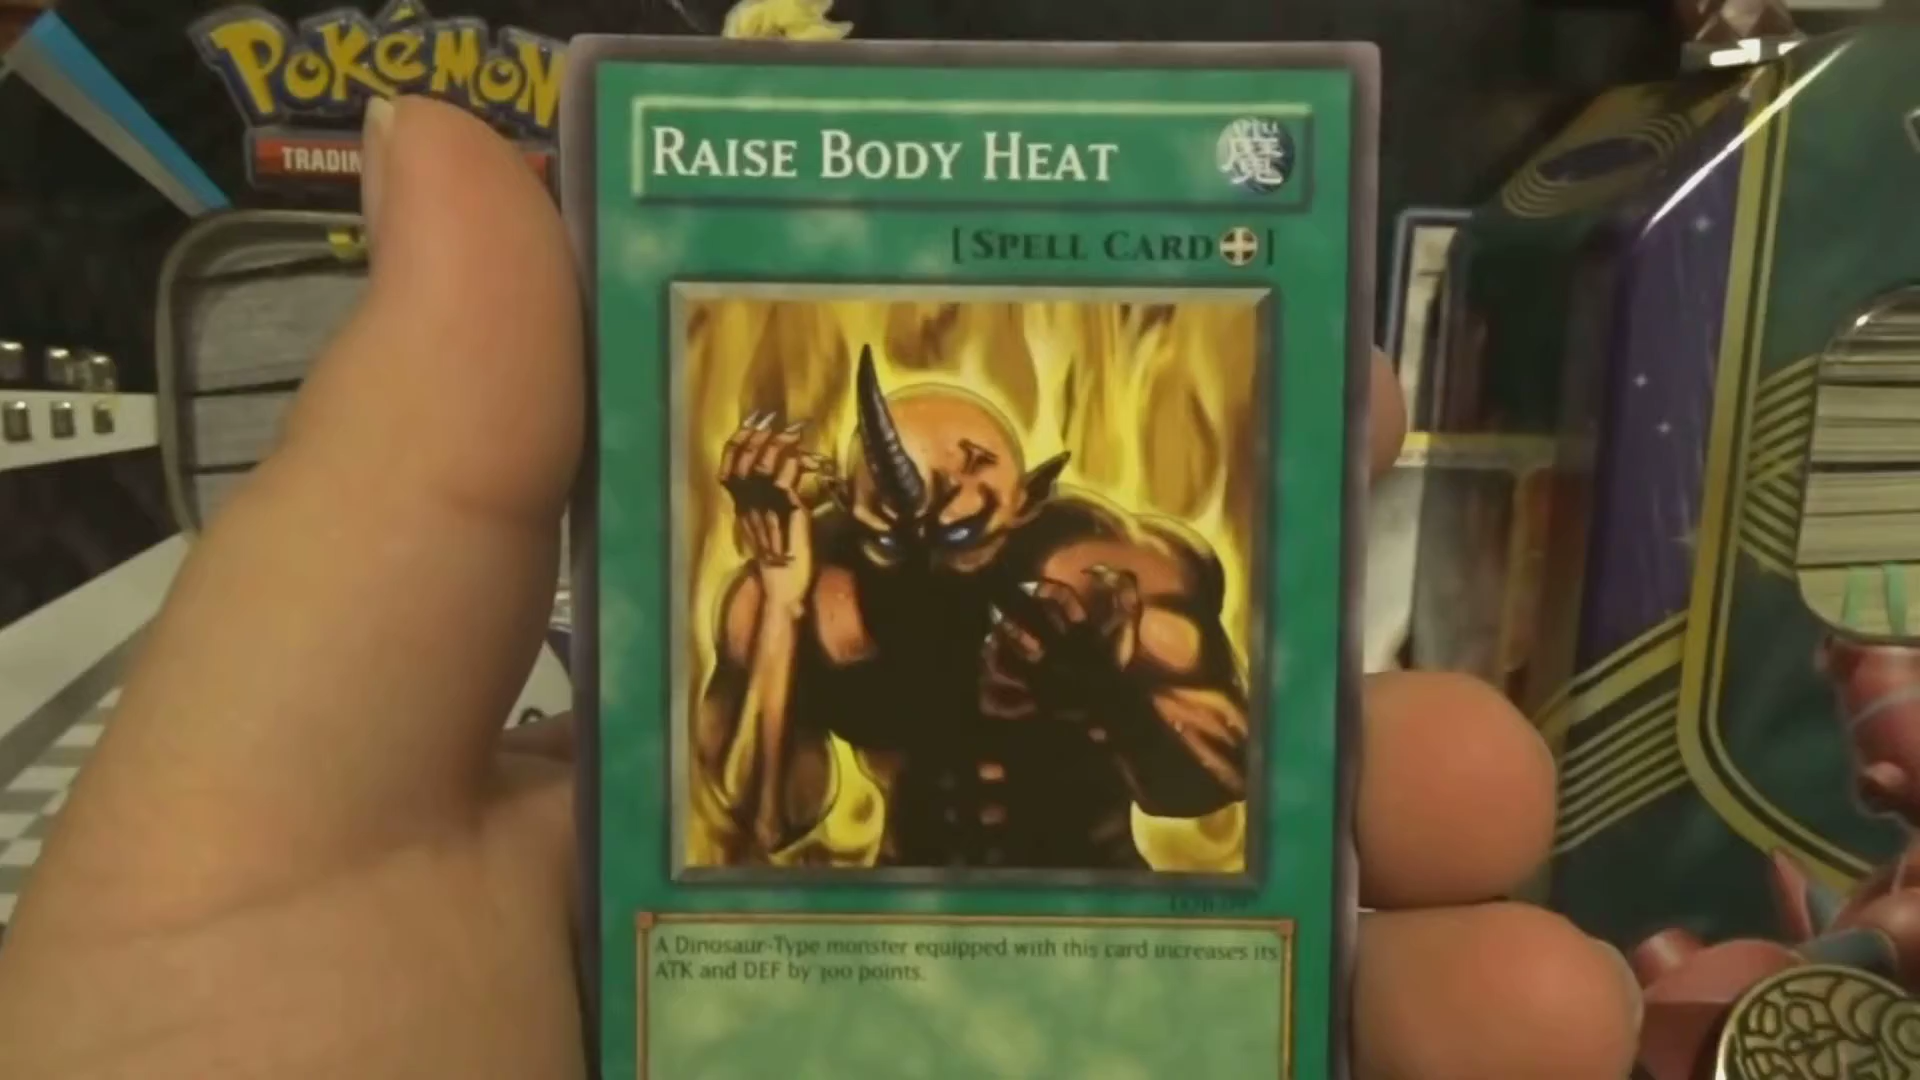 POKéMON
TRADIN
RAISE BODY HEAT
魔
[SPELL CARD]
A Dinosaur-Type monster equipped with this card increases its
ATK and DEF by 300 points.